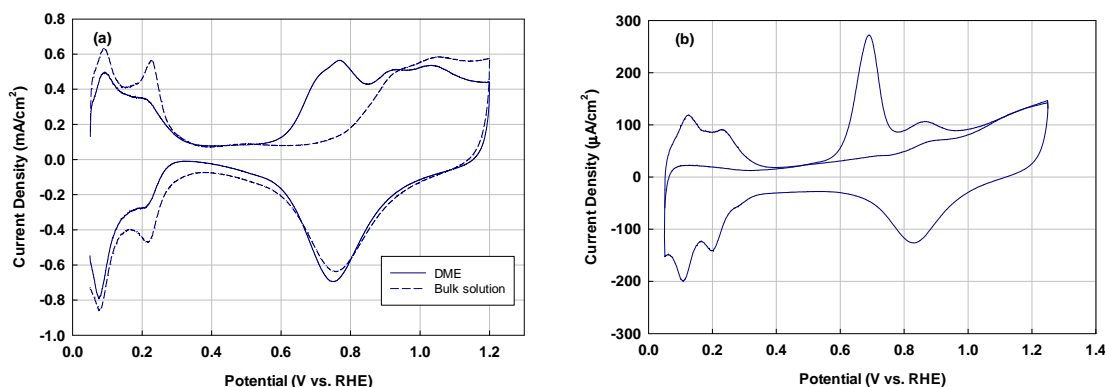 (a)
0.8
0.6
0.4
0.2
0.0
-0.2
-0.4
-0.6
-0.8
-1.0
Current Density (mA/cm²)
0.0 0.2 0.4 0.6 0.8 1.0 1.2
Potential (V vs. RHE)
DME
Bulk solution
(b)
300
200
100
0
-100
-200
-300
Current Density (μA/cm²)
0.0 0.2 0.4 0.6 0.8 1.0 1.2 1.4
Potential (V vs. RHE)